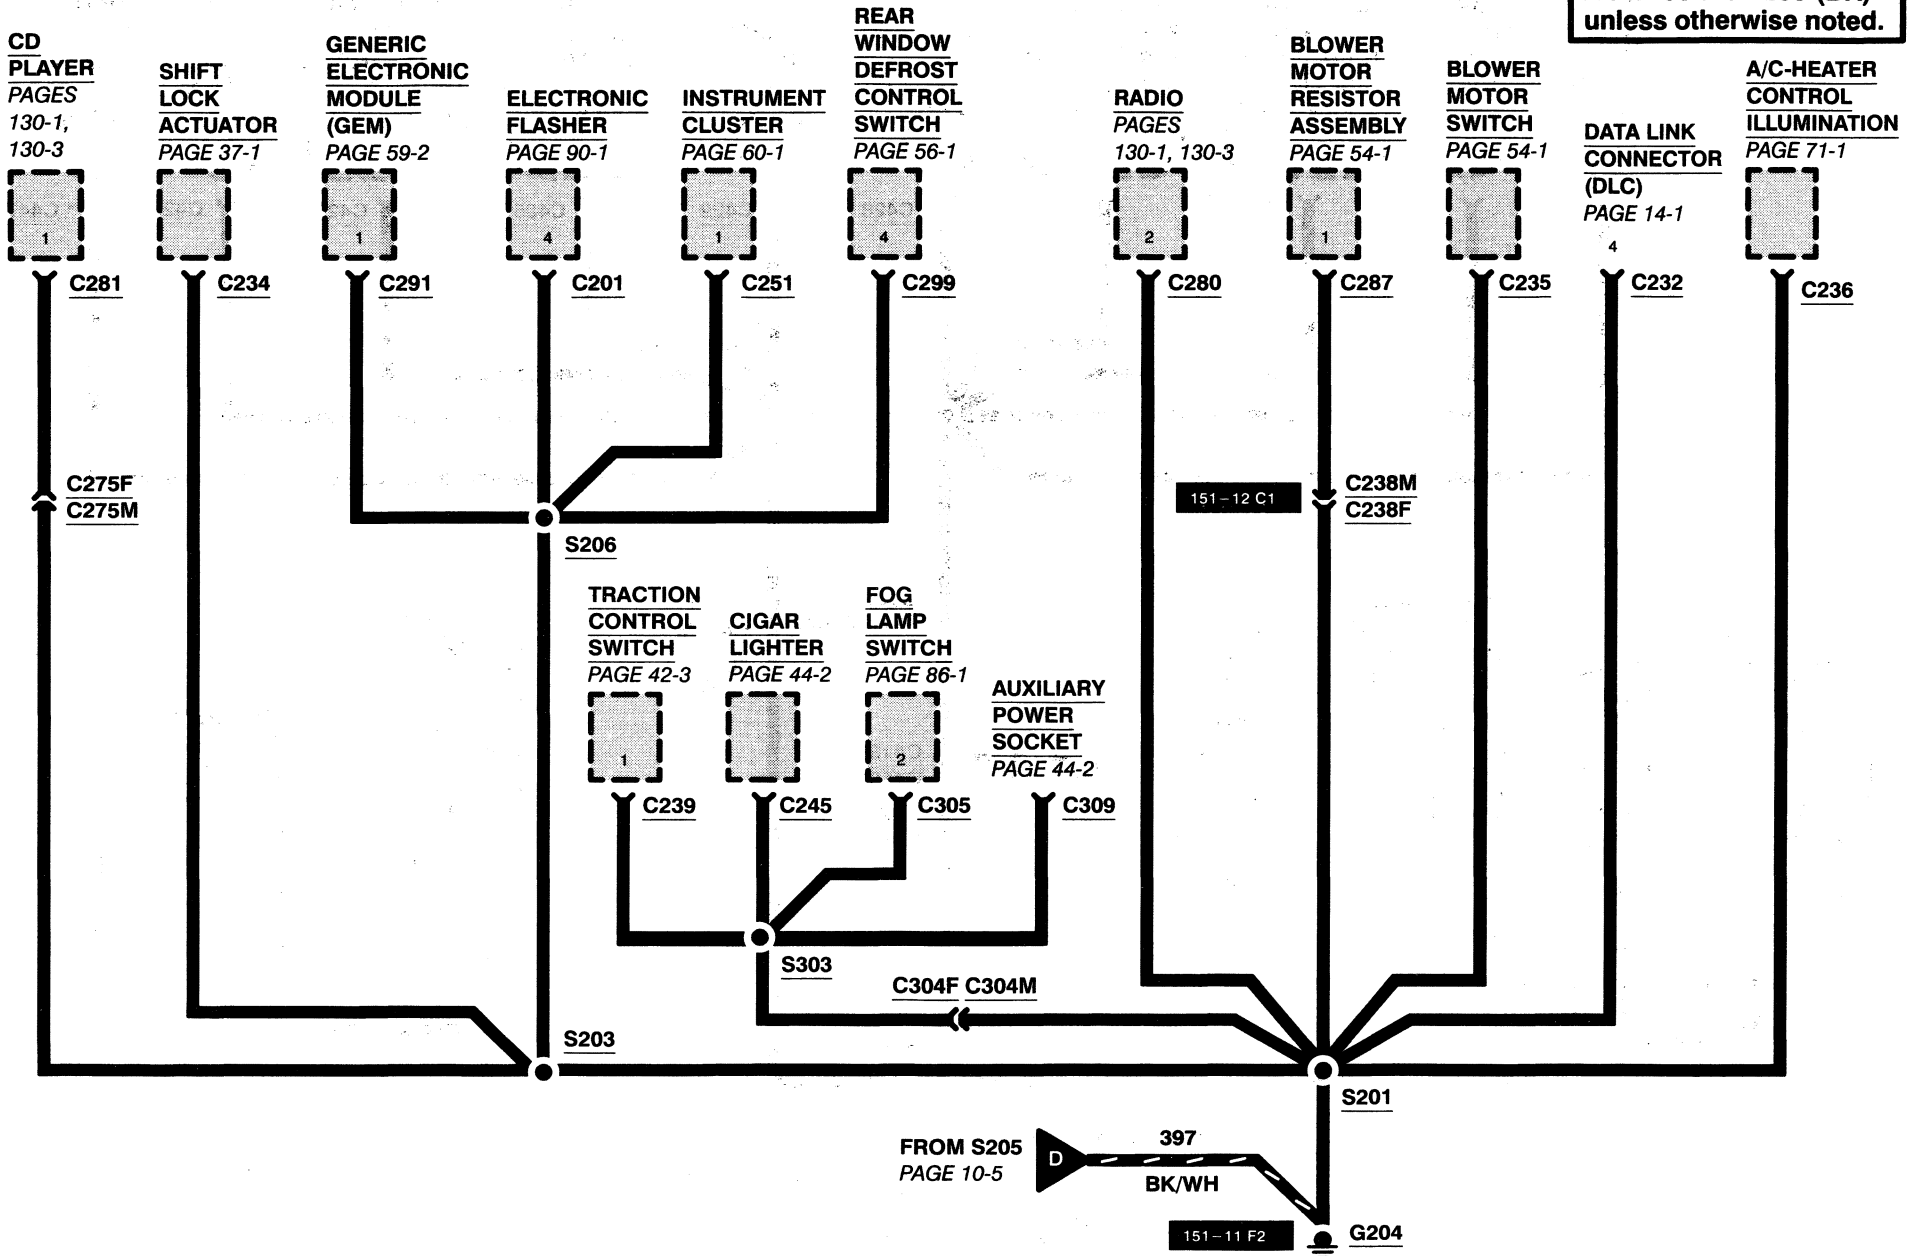 unless otherwise noted.
CD
PLAYER
PAGES
130-1,
130-3
1
C281
SHIFT
LOCK
ACTUATOR
PAGE 37-1
C234
GENERIC
ELECTRONIC
MODULE
(GEM)
PAGE 59-2
1
C291
ELECTRONIC
FLASHER
PAGE 90-1
4
C201
INSTRUMENT
CLUSTER
PAGE 60-1
1
C251
REAR
WINDOW
DEFROST
CONTROL
SWITCH
PAGE 56-1
4
C299
RADIO
PAGES
130-1, 130-3
2
C280
BLOWER
MOTOR
RESISTOR
ASSEMBLY
PAGE 54-1
1
C287
BLOWER
MOTOR
SWITCH
PAGE 54-1
C235
DATA LINK
CONNECTOR
(DLC)
PAGE 14-1
4
C232
A/C-HEATER
CONTROL
ILLUMINATION
PAGE 71-1
C236
C275F
C275M
S206
151-12 C1
C238M
C238F
TRACTION
CONTROL
SWITCH
PAGE 42-3
1
C239
CIGAR
LIGHTER
PAGE 44-2
C245
FOG
LAMP
SWITCH
PAGE 86-1
2
C305
AUXILIARY
POWER
SOCKET
PAGE 44-2
C309
S303
C304F C304M
S203
S201
FROM S205
PAGE 10-5
D
397
BK/WH
151-11 F2
G204